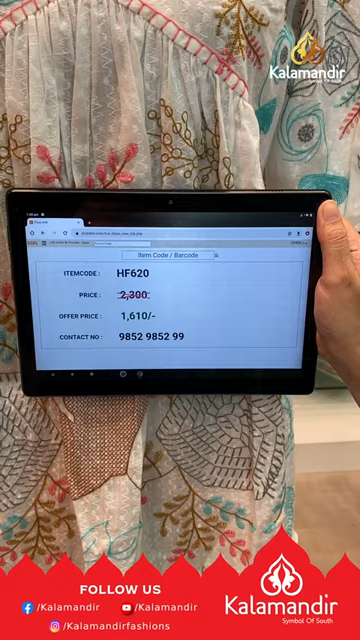 Kalamandir
Symbol Of South
Item Code / Barcode
ITEMCODE : HF620
PRICE : 2,300
OFFER PRICE : 1,610/-
CONTACT NO : 9852 9852 99
FOLLOW US
/Kalamandir /Kalamandir
/Kalamandirfashions
Kalamandir
Symbol Of South